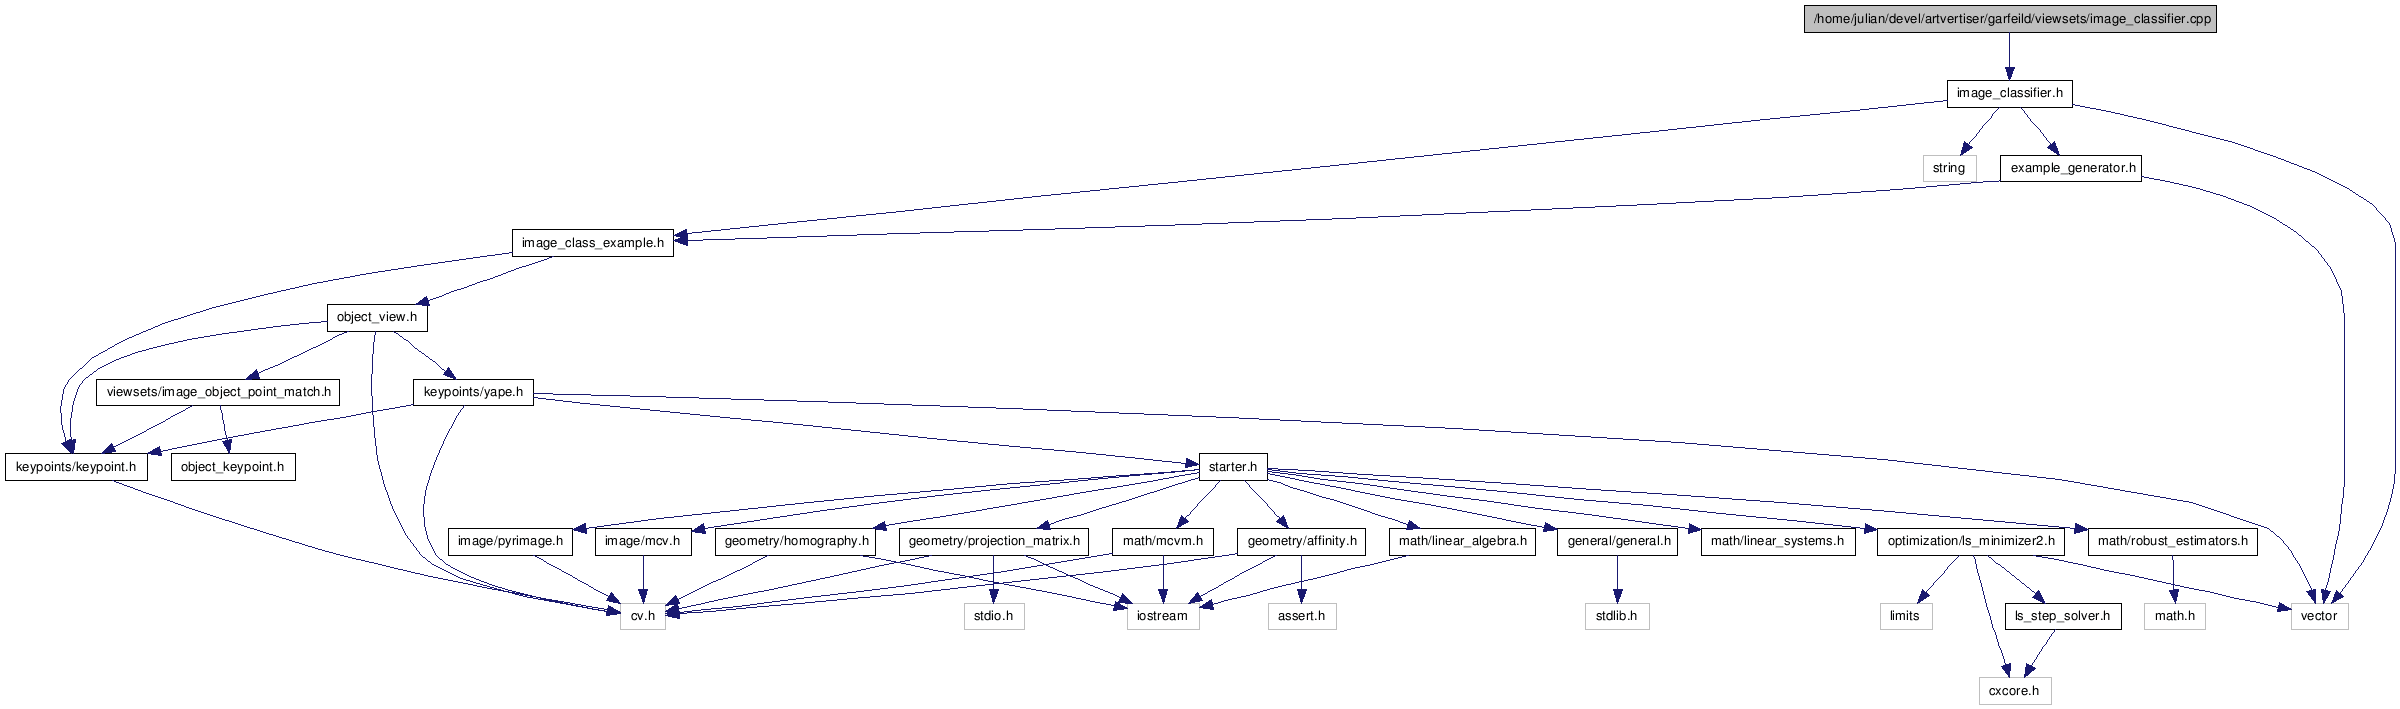 /home/julian/devel/artvertiser/garfeild/viewsets/image_classifier.cpp
image_classifier.h
string
example_generator.h
image_class_example.h
object_view.h
viewsets/image_object_point_match.h
keypoints/yape.h
keypoints/keypoint.h
object_keypoint.h
starter.h
image/pyrimage.h
image/mcv.h
geometry/homography.h
geometry/projection_matrix.h
math/mcvm.h
geometry/affinity.h
math/linear_algebra.h
general/general.h
math/linear_systems.h
optimization/ls_minimizer2.h
math/robust_estimators.h
cv.h
stdio.h
iostream
assert.h
stdlib.h
limits
ls_step_solver.h
math.h
vector
cxcore.h